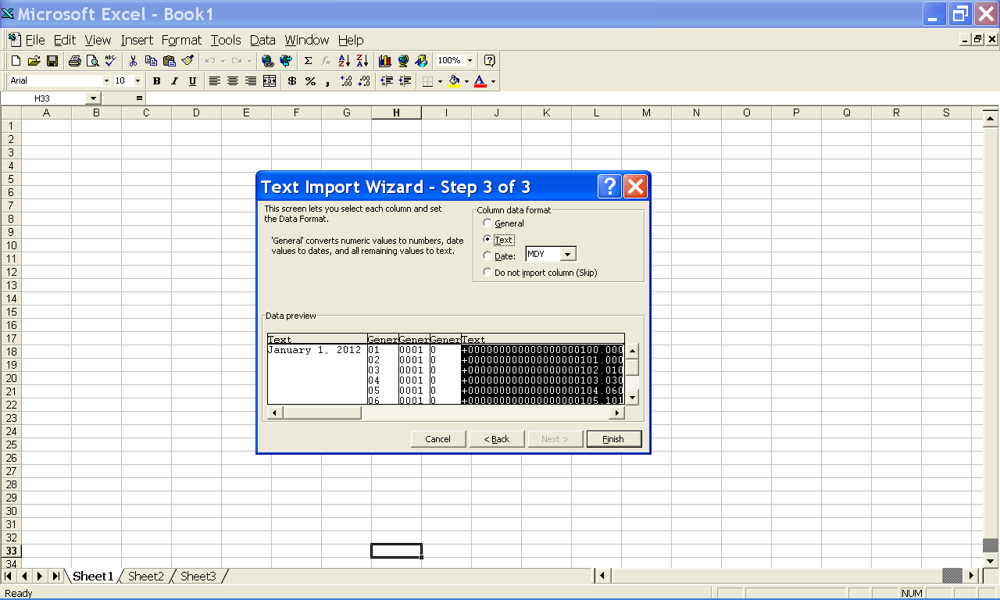 Microsoft Excel - Book1
File Edit View Insert Format Tools Data Window Help
100%
Arial 10 B I U $ % ,
H33 =
A B C D E F G H I J K L M N O P Q R S
1
2
3
4
5
6
7
8
9
10
11
12
13
14
15
16
17
18
19
20
21
22
23
24
25
26
27
28
29
30
31
32
33
34
Text Import Wizard - Step 3 of 3
This screen lets you select each column and set
the Data Format.
'General' converts numeric values to numbers, date
values to dates, and all remaining values to text.
Column data format
General
Text
Date: MDY
Do not import column (Skip)
Data preview
Text Gener Gener Gener Text
January 1, 2012 01 0001 0 +0000000000000000000100.000
02 0001 0 +0000000000000000000101.000
03 0001 0 +0000000000000000000102.010
04 0001 0 +0000000000000000000103.030
05 0001 0 +0000000000000000000104.060
06 0001 0 +0000000000000000000105.101
Cancel < Back Next > Finish
Sheet1 Sheet2 Sheet3
Ready NUM